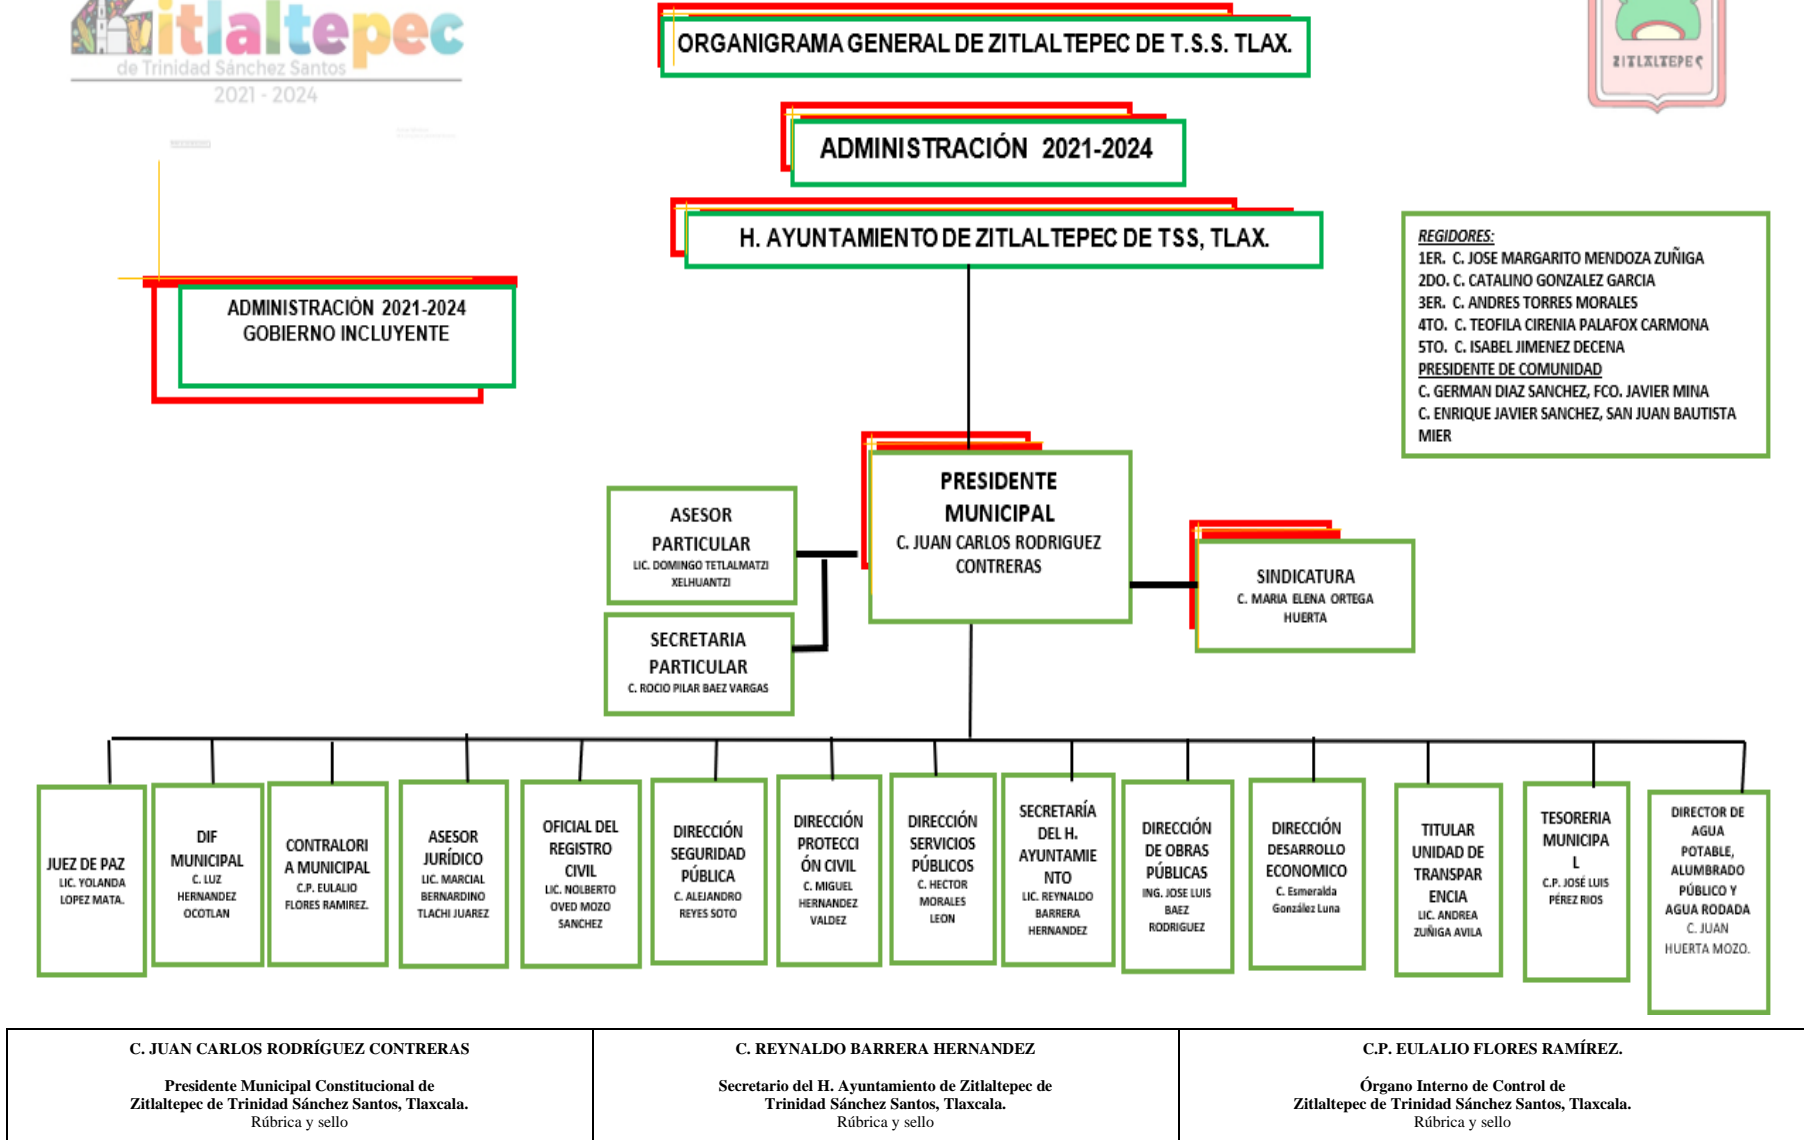 Zitlaltepec
de Trinidad Sánchez Santos
2021 - 2024
ORGANIGRAMA GENERAL DE ZITLALTEPEC DE T.S.S. TLAX.
ZITLALTEPEC
ADMINISTRACIÓN 2021-2024
H. AYUNTAMIENTO DE ZITLALTEPEC DE TSS, TLAX.
ADMINISTRACIÓN 2021-2024
GOBIERNO INCLUYENTE
REGIDORES:
1ER. C. JOSE MARGARITO MENDOZA ZUÑIGA
2DO. C. CATALINO GONZALEZ GARCIA
3ER. C. ANDRES TORRES MORALES
4TO. C. TEOFILA CIRENIA PALAFOX CARMONA
5TO. C. ISABEL JIMENEZ DECENA
PRESIDENTE DE COMUNIDAD
C. GERMAN DIAZ SANCHEZ, FCO. JAVIER MINA
C. ENRIQUE JAVIER SANCHEZ, SAN JUAN BAUTISTA
MIER
PRESIDENTE
MUNICIPAL
C. JUAN CARLOS RODRIGUEZ
CONTRERAS
ASESOR
PARTICULAR
LIC. DOMINGO TETLALMATZI
XELHUANTZI
SECRETARIA
PARTICULAR
C. ROCIO PILAR BAEZ VARGAS
SINDICATURA
C. MARIA ELENA ORTEGA
HUERTA
JUEZ DE PAZ
LIC. YOLANDA
LOPEZ MATA.
DIF
MUNICIPAL
C. LUZ
HERNANDEZ
OCOTLAN
CONTRALORI
A MUNICIPAL
C.P. EULALIO
FLORES RAMIREZ.
ASESOR
JURÍDICO
LIC. MARCIAL
BERNARDINO
TLACHI JUAREZ
OFICIAL DEL
REGISTRO
CIVIL
LIC. NOLBERTO
OVED MOZO
SANCHEZ
DIRECCIÓN
SEGURIDAD
PÚBLICA
C. ALEJANDRO
REYES SOTO
DIRECCIÓN
PROTECCI
ÓN CIVIL
C. MIGUEL
HERNANDEZ
VALDEZ
DIRECCIÓN
SERVICIOS
PÚBLICOS
C. HECTOR
MORALES
LEON
SECRETARÍA
DEL H.
AYUNTAMIE
NTO
LIC. REYNALDO
BARRERA
HERNANDEZ
DIRECCIÓN
DE OBRAS
PÚBLICAS
ING. JOSE LUIS
BAEZ
RODRIGUEZ
DIRECCIÓN
DESARROLLO
ECONOMICO
C. Esmeralda
González Luna
TITULAR
UNIDAD DE
TRANSPAR
ENCIA
LIC. ANDREA
ZUÑIGA AVILA
TESORERIA
MUNICIPA
L
C.P. JOSÉ LUIS
PÉREZ RIOS
DIRECTOR DE
AGUA
POTABLE,
ALUMBRADO
PÚBLICO Y
AGUA RODADA
C. JUAN
HUERTA MOZO.
C. JUAN CARLOS RODRÍGUEZ CONTRERAS
Presidente Municipal Constitucional de
Zitlaltepec de Trinidad Sánchez Santos, Tlaxcala.
Rúbrica y sello
C. REYNALDO BARRERA HERNANDEZ
Secretario del H. Ayuntamiento de Zitlaltepec de
Trinidad Sánchez Santos, Tlaxcala.
Rúbrica y sello
C.P. EULALIO FLORES RAMÍREZ.
Órgano Interno de Control de
Zitlaltepec de Trinidad Sánchez Santos, Tlaxcala.
Rúbrica y sello